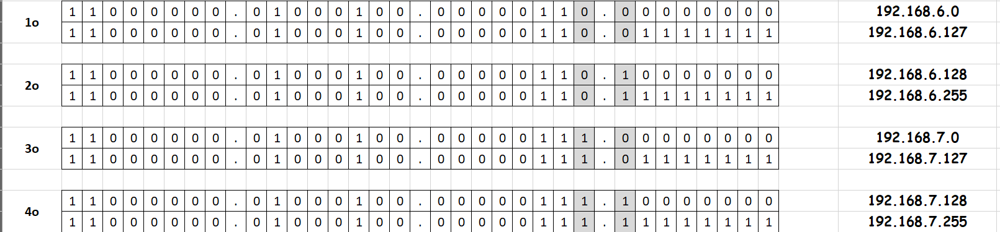 1 1 0 0 0 0 0 0 . 0 1 0 0 0 1 0 0 . 0 0 0 0 0 1 1 0 . 0 0 0 0 0 0 0 0 192.168.6.0
1o
1 1 0 0 0 0 0 0 . 0 1 0 0 0 1 0 0 . 0 0 0 0 0 1 1 0 . 0 1 1 1 1 1 1 1 192.168.6.127
1 1 0 0 0 0 0 0 . 0 1 0 0 0 1 0 0 . 0 0 0 0 0 1 1 0 . 1 0 0 0 0 0 0 0 192.168.6.128
2o
1 1 0 0 0 0 0 0 . 0 1 0 0 0 1 0 0 . 0 0 0 0 0 1 1 0 . 1 1 1 1 1 1 1 1 192.168.6.255
1 1 0 0 0 0 0 0 . 0 1 0 0 0 1 0 0 . 0 0 0 0 0 1 1 1 . 0 0 0 0 0 0 0 0 192.168.7.0
3o
1 1 0 0 0 0 0 0 . 0 1 0 0 0 1 0 0 . 0 0 0 0 0 1 1 1 . 0 1 1 1 1 1 1 1 192.168.7.127
1 1 0 0 0 0 0 0 . 0 1 0 0 0 1 0 0 . 0 0 0 0 0 1 1 1 . 1 0 0 0 0 0 0 0 192.168.7.128
4o
1 1 0 0 0 0 0 0 . 0 1 0 0 0 1 0 0 . 0 0 0 0 0 1 1 1 . 1 1 1 1 1 1 1 1 192.168.7.255